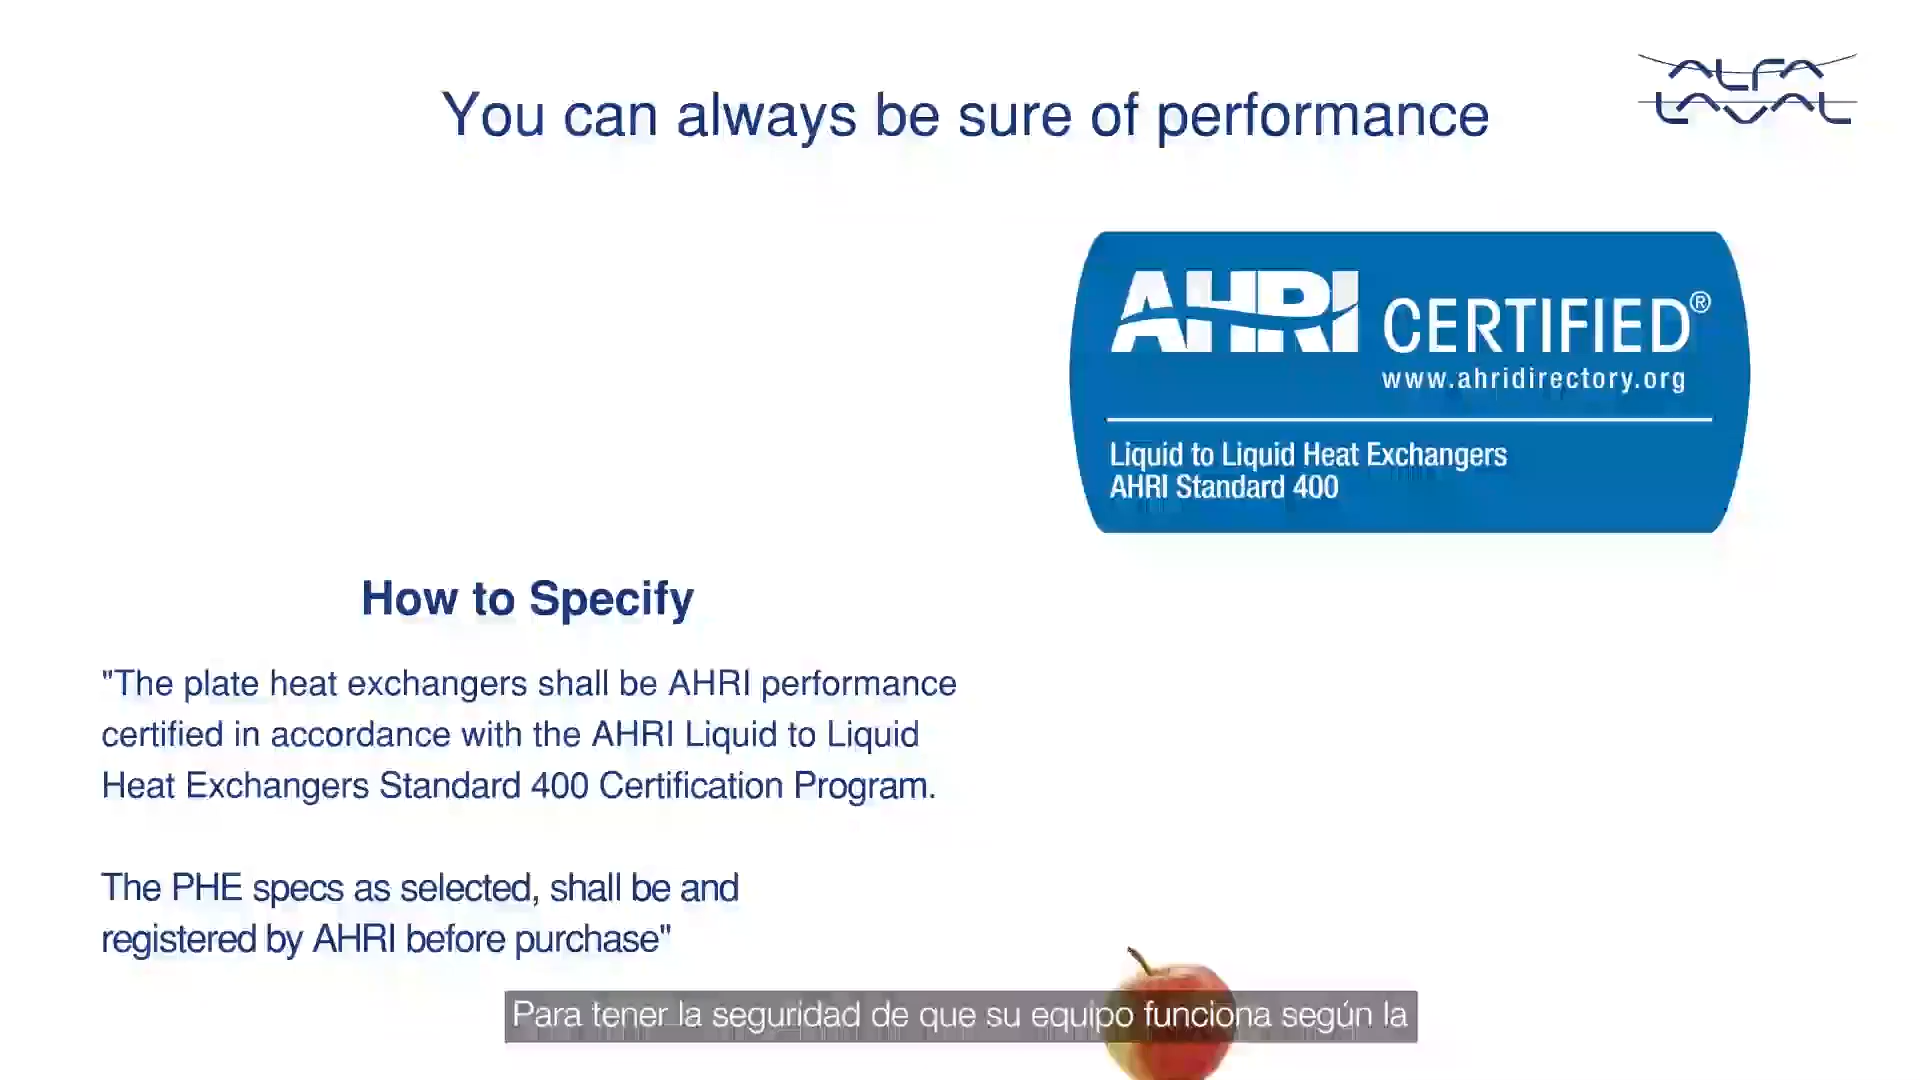 You can always be sure of performance
ALFA
LAVAL
AHRI CERTIFIED®
www.ahridirectory.org
Liquid to Liquid Heat Exchangers
AHRI Standard 400
How to Specify
"The plate heat exchangers shall be AHRI performance
certified in accordance with the AHRI Liquid to Liquid
Heat Exchangers Standard 400 Certification Program.
The PHE specs as selected, shall be and
registered by AHRI before purchase"
Para tener la seguridad de que su equipo funciona según la